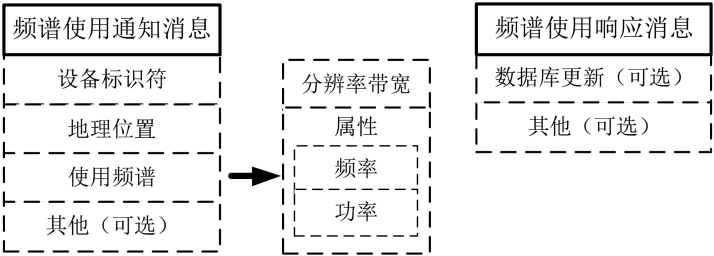 频谱使用通知消息
设备标识符
地理位置
使用频谱
其他（可选）
分辨率带宽
属性
频率
功率
频谱使用响应消息
数据库更新（可选）
其他（可选）